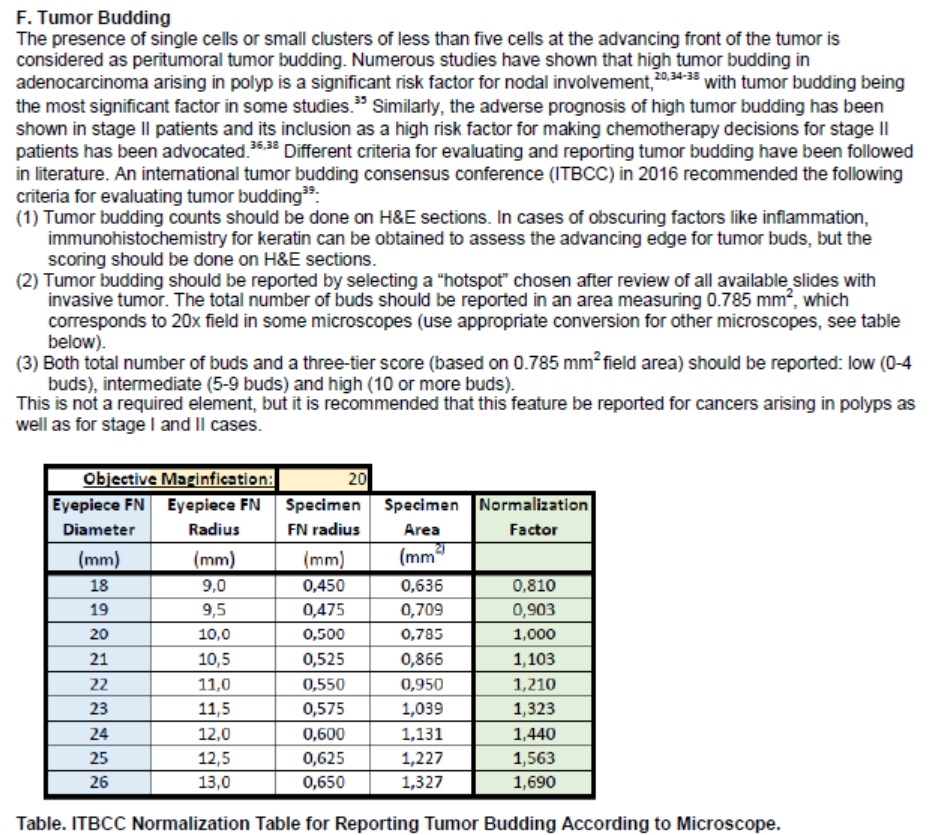 F. Tumor Budding
The presence of single cells or small clusters of less than five cells at the advancing front of the tumor is
considered as peritumoral tumor budding. Numerous studies have shown that high tumor budding in
adenocarcinoma arising in polyp is a significant risk factor for nodal involvement,20,34-38 with tumor budding being
the most significant factor in some studies.35 Similarly, the adverse prognosis of high tumor budding has been
shown in stage II patients and its inclusion as a high risk factor for making chemotherapy decisions for stage II
patients has been advocated.36,38 Different criteria for evaluating and reporting tumor budding have been followed
in literature. An international tumor budding consensus conference (ITBCC) in 2016 recommended the following
criteria for evaluating tumor budding39:
(1) Tumor budding counts should be done on H&E sections. In cases of obscuring factors like inflammation,
immunohistochemistry for keratin can be obtained to assess the advancing edge for tumor buds, but the
scoring should be done on H&E sections.
(2) Tumor budding should be reported by selecting a “hotspot” chosen after review of all available slides with
invasive tumor. The total number of buds should be reported in an area measuring 0.785 mm2, which
corresponds to 20x field in some microscopes (use appropriate conversion for other microscopes, see table
below).
(3) Both total number of buds and a three-tier score (based on 0.785 mm2 field area) should be reported: low (0-4
buds), intermediate (5-9 buds) and high (10 or more buds).
This is not a required element, but it is recommended that this feature be reported for cancers arising in polyps as
well as for stage I and II cases.
Objective Maginfication: 20
Eyepiece FN Eyepiece FN Specimen Specimen Normalization
Diameter Radius FN radius Area Factor
(mm) (mm) (mm) (mm2)
18 9,0 0,450 0,636 0,810
19 9,5 0,475 0,709 0,903
20 10,0 0,500 0,785 1,000
21 10,5 0,525 0,866 1,103
22 11,0 0,550 0,950 1,210
23 11,5 0,575 1,039 1,323
24 12,0 0,600 1,131 1,440
25 12,5 0,625 1,227 1,563
26 13,0 0,650 1,327 1,690
Table. ITBCC Normalization Table for Reporting Tumor Budding According to Microscope.